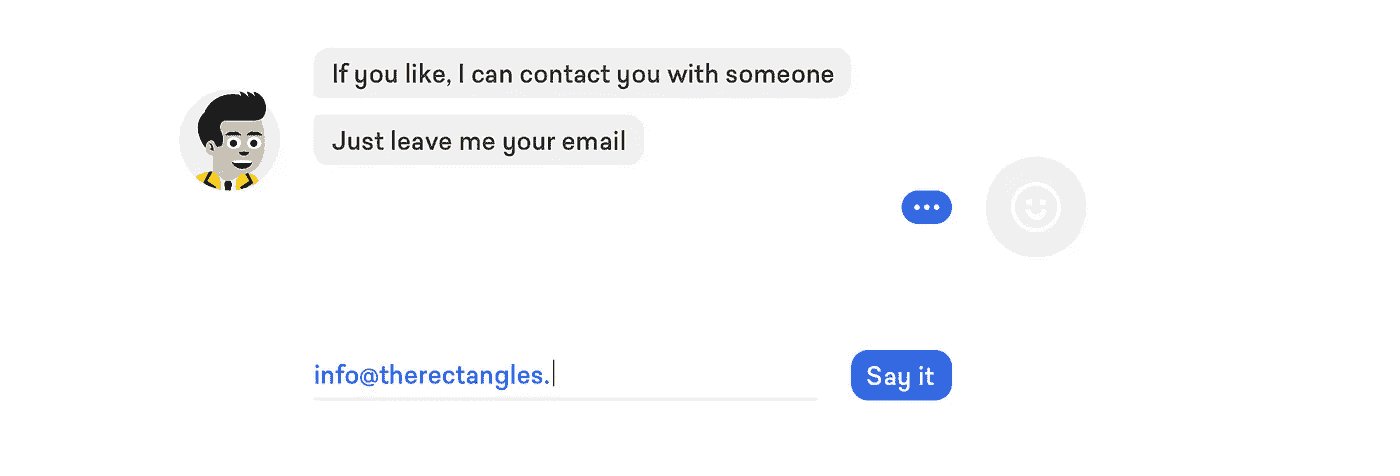 If you like, I can contact you with someone
Just leave me your email
info@therectangles.
Say it